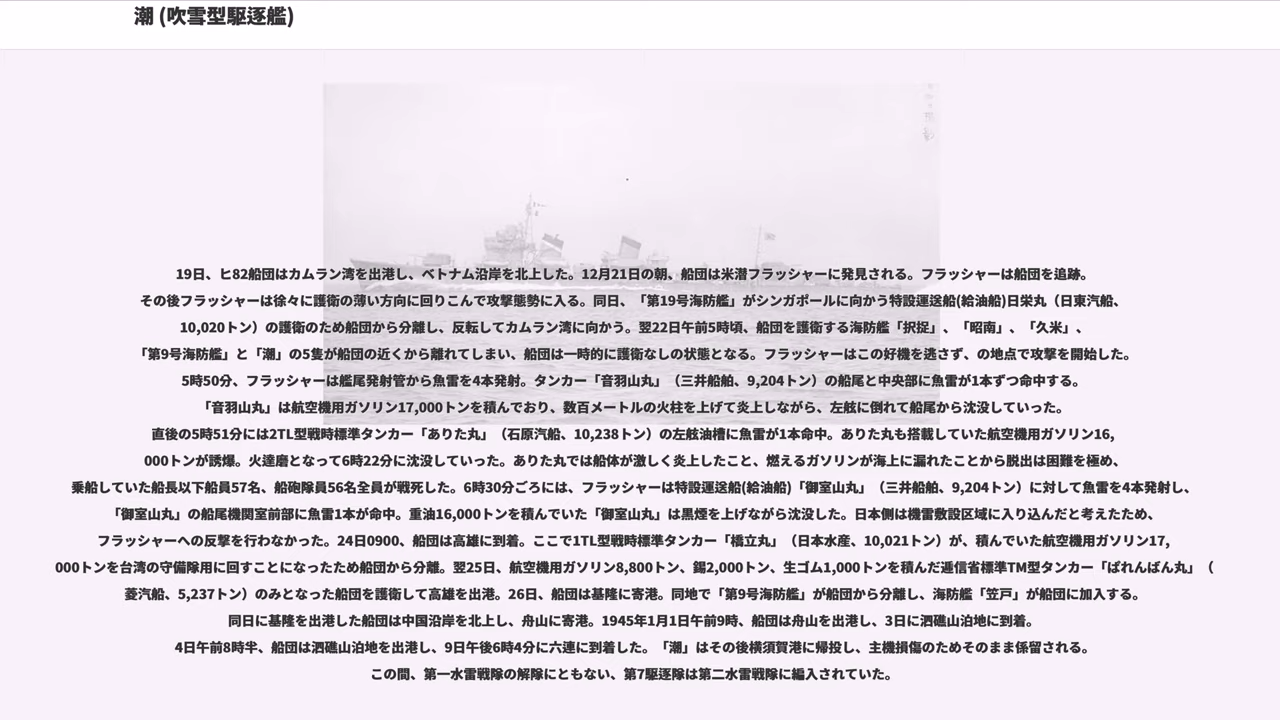 潮 (吹雪型駆逐艦)
19日、ヒ82船団はカムラン湾を出港し、ベトナム沿岸を北上した。12月21日の朝、船団は米潜フラッシャーに発見される。フラッシャーは船団を追跡。
その後フラッシャーは徐々に護衛の薄い方向に回りこんで攻撃態勢に入る。同日、「第19号海防艦」がシンガポールに向かう特設運送船(給油船)日栄丸（日東汽船、
10,020トン）の護衛のため船団から分離し、反転してカムラン湾に向かう。翌22日午前5時頃、船団を護衛する海防艦「択捉」、「昭南」、「久米」、
「第9号海防艦」と「潮」の5隻が船団の近くから離れてしまい、船団は一時的に護衛なしの状態となる。フラッシャーはこの好機を逃さず、の地点で攻撃を開始した。
5時50分、フラッシャーは艦尾発射管から魚雷を4本発射。タンカー「音羽山丸」（三井船舶、9,204トン）の船尾と中央部に魚雷が1本ずつ命中する。
「音羽山丸」は航空機用ガソリン17,000トンを積んでおり、数百メートルの火柱を上げて炎上しながら、左舷に倒れて船尾から沈没していった。
直後の5時51分には2TL型戦時標準タンカー「ありた丸」（石原汽船、10,238トン）の左舷油槽に魚雷が1本命中。ありた丸も搭載していた航空機用ガソリン16,
000トンが誘爆。火達磨となって6時22分に沈没していった。ありた丸では船体が激しく炎上したこと、燃えるガソリンが海上に漏れたことから脱出は困難を極め、
乗船していた船長以下船員57名、船砲隊員56名全員が戦死した。6時30分ごろには、フラッシャーは特設運送船(給油船)「御室山丸」（三井船舶、9,204トン）に対して魚雷を4本発射し、
「御室山丸」の船尾機関室前部に魚雷1本が命中。重油16,000トンを積んでいた「御室山丸」は黒煙を上げながら沈没した。日本側は機雷敷設区域に入り込んだと考えたため、
フラッシャーへの反撃を行わなかった。24日0900、船団は高雄に到着。ここで1TL型戦時標準タンカー「橋立丸」（日本水産、10,021トン）が、積んでいた航空機用ガソリン17,
000トンを台湾の守備隊用に回すことになったため船団から分離。翌25日、航空機用ガソリン8,800トン、錫2,000トン、生ゴム1,000トンを積んだ逓信省標準TM型タンカー「ぱれんばん丸」（
菱汽船、5,237トン）のみとなった船団を護衛して高雄を出港。26日、船団は基隆に寄港。同地で「第9号海防艦」が船団から分離し、海防艦「笠戸」が船団に加入する。
同日に基隆を出港した船団は中国沿岸を北上し、舟山に寄港。1945年1月1日午前9時、船団は舟山を出港し、3日に泗礁山泊地に到着。
4日午前8時半、船団は泗礁山泊地を出港し、9日午後6時4分に六連に到着した。「潮」はその後横須賀港に帰投し、主機損傷のためそのまま係留される。
この間、第一水雷戦隊の解隊にともない、第7駆逐隊は第二水雷戦隊に編入されていた。